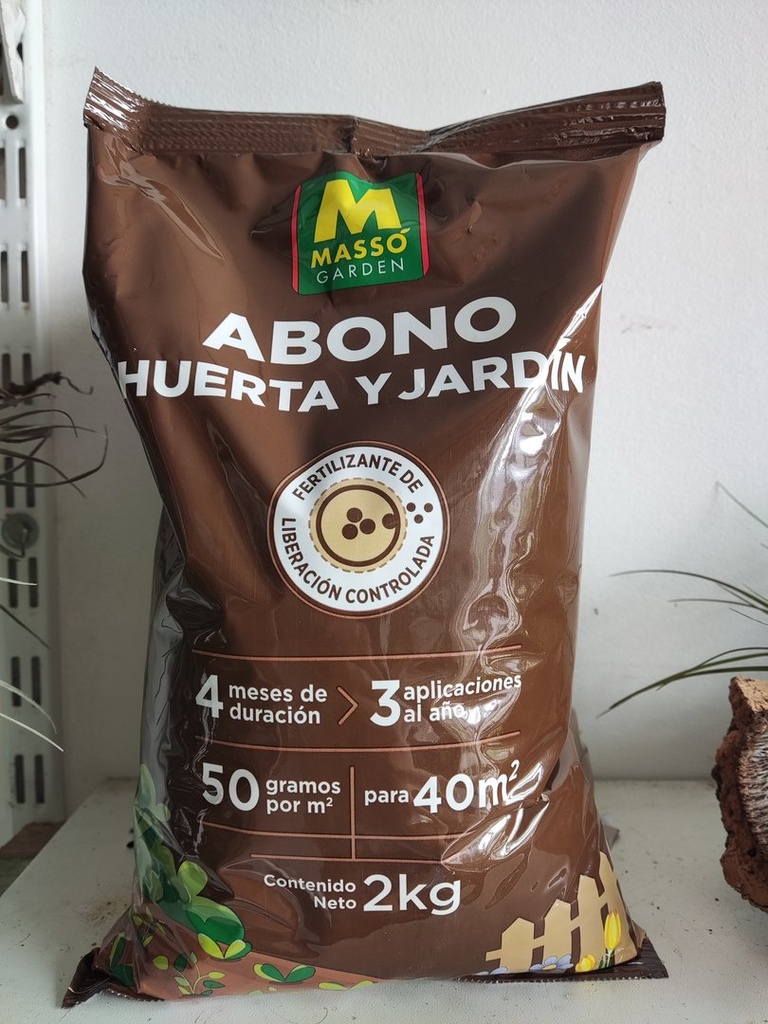 M
MASSÓ
GARDEN
ABONO
HUERTA Y JARDÍN
FERTILIZANTE DE
LIBERACIÓN CONTROLADA
4 meses de duración > 3 aplicaciones al año
50 gramos por m² para 40m²
Contenido Neto 2kg